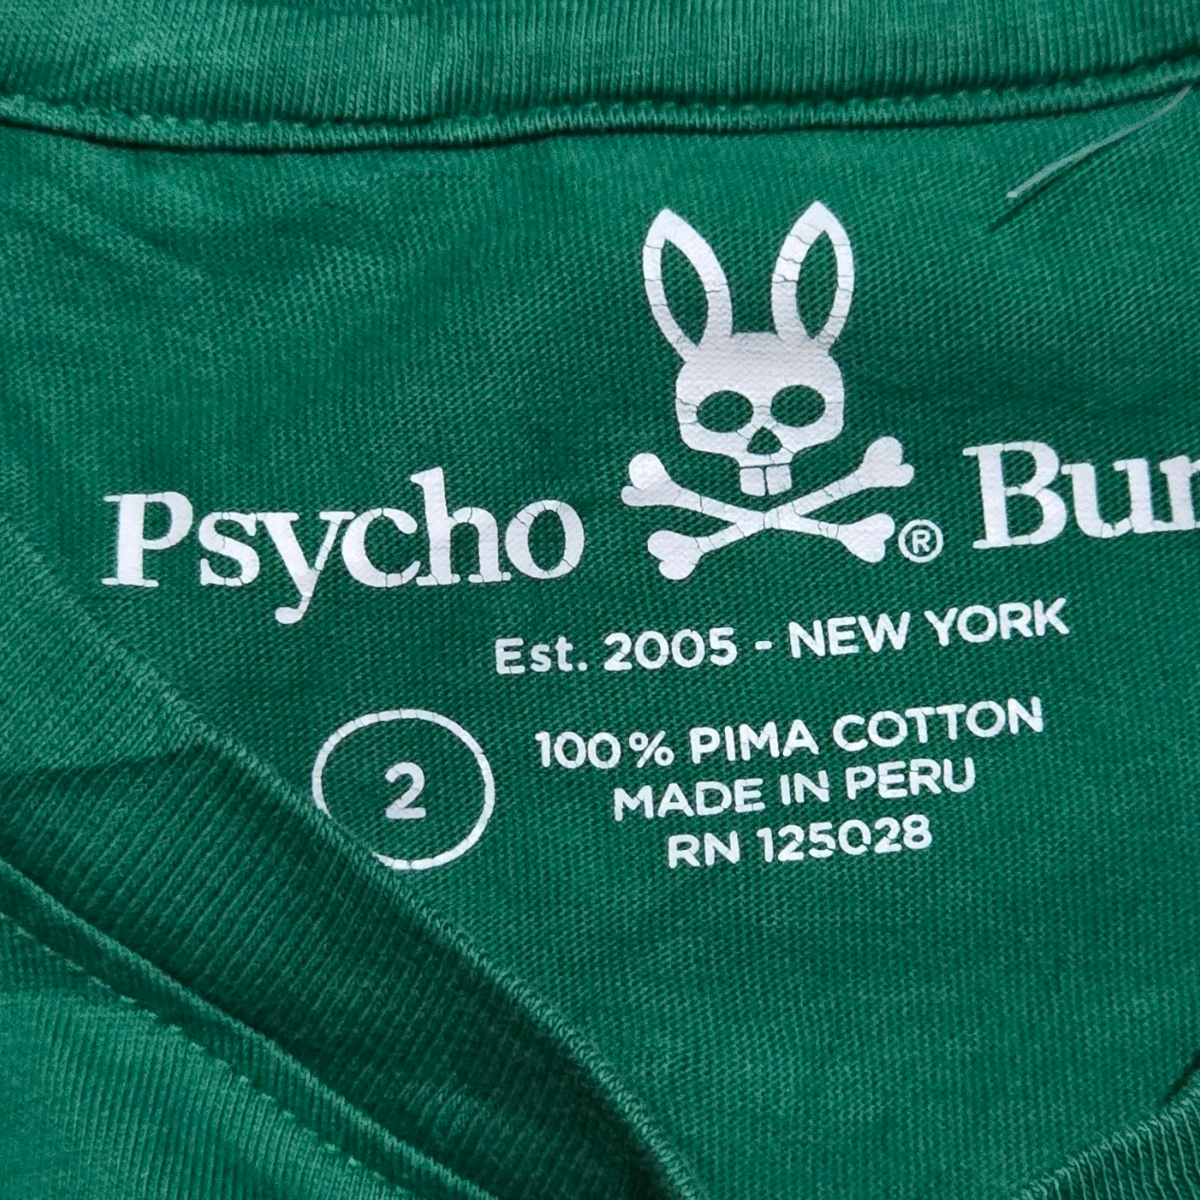 Psycho ® Bun
Est. 2005 - NEW YORK
2
100% PIMA COTTON
MADE IN PERU
RN 125028